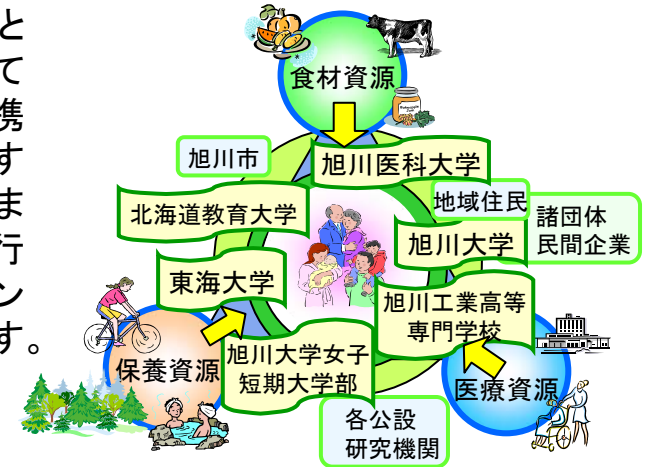 と
て
携
す
ま
行
ン
す。
食材資源
旭川市
旭川医科大学
地域住民
北海道教育大学
諸団体
民間企業
旭川大学
東海大学
旭川工業高等
専門学校
保養資源
旭川大学女子
短期大学部
医療資源
各公設
研究機関